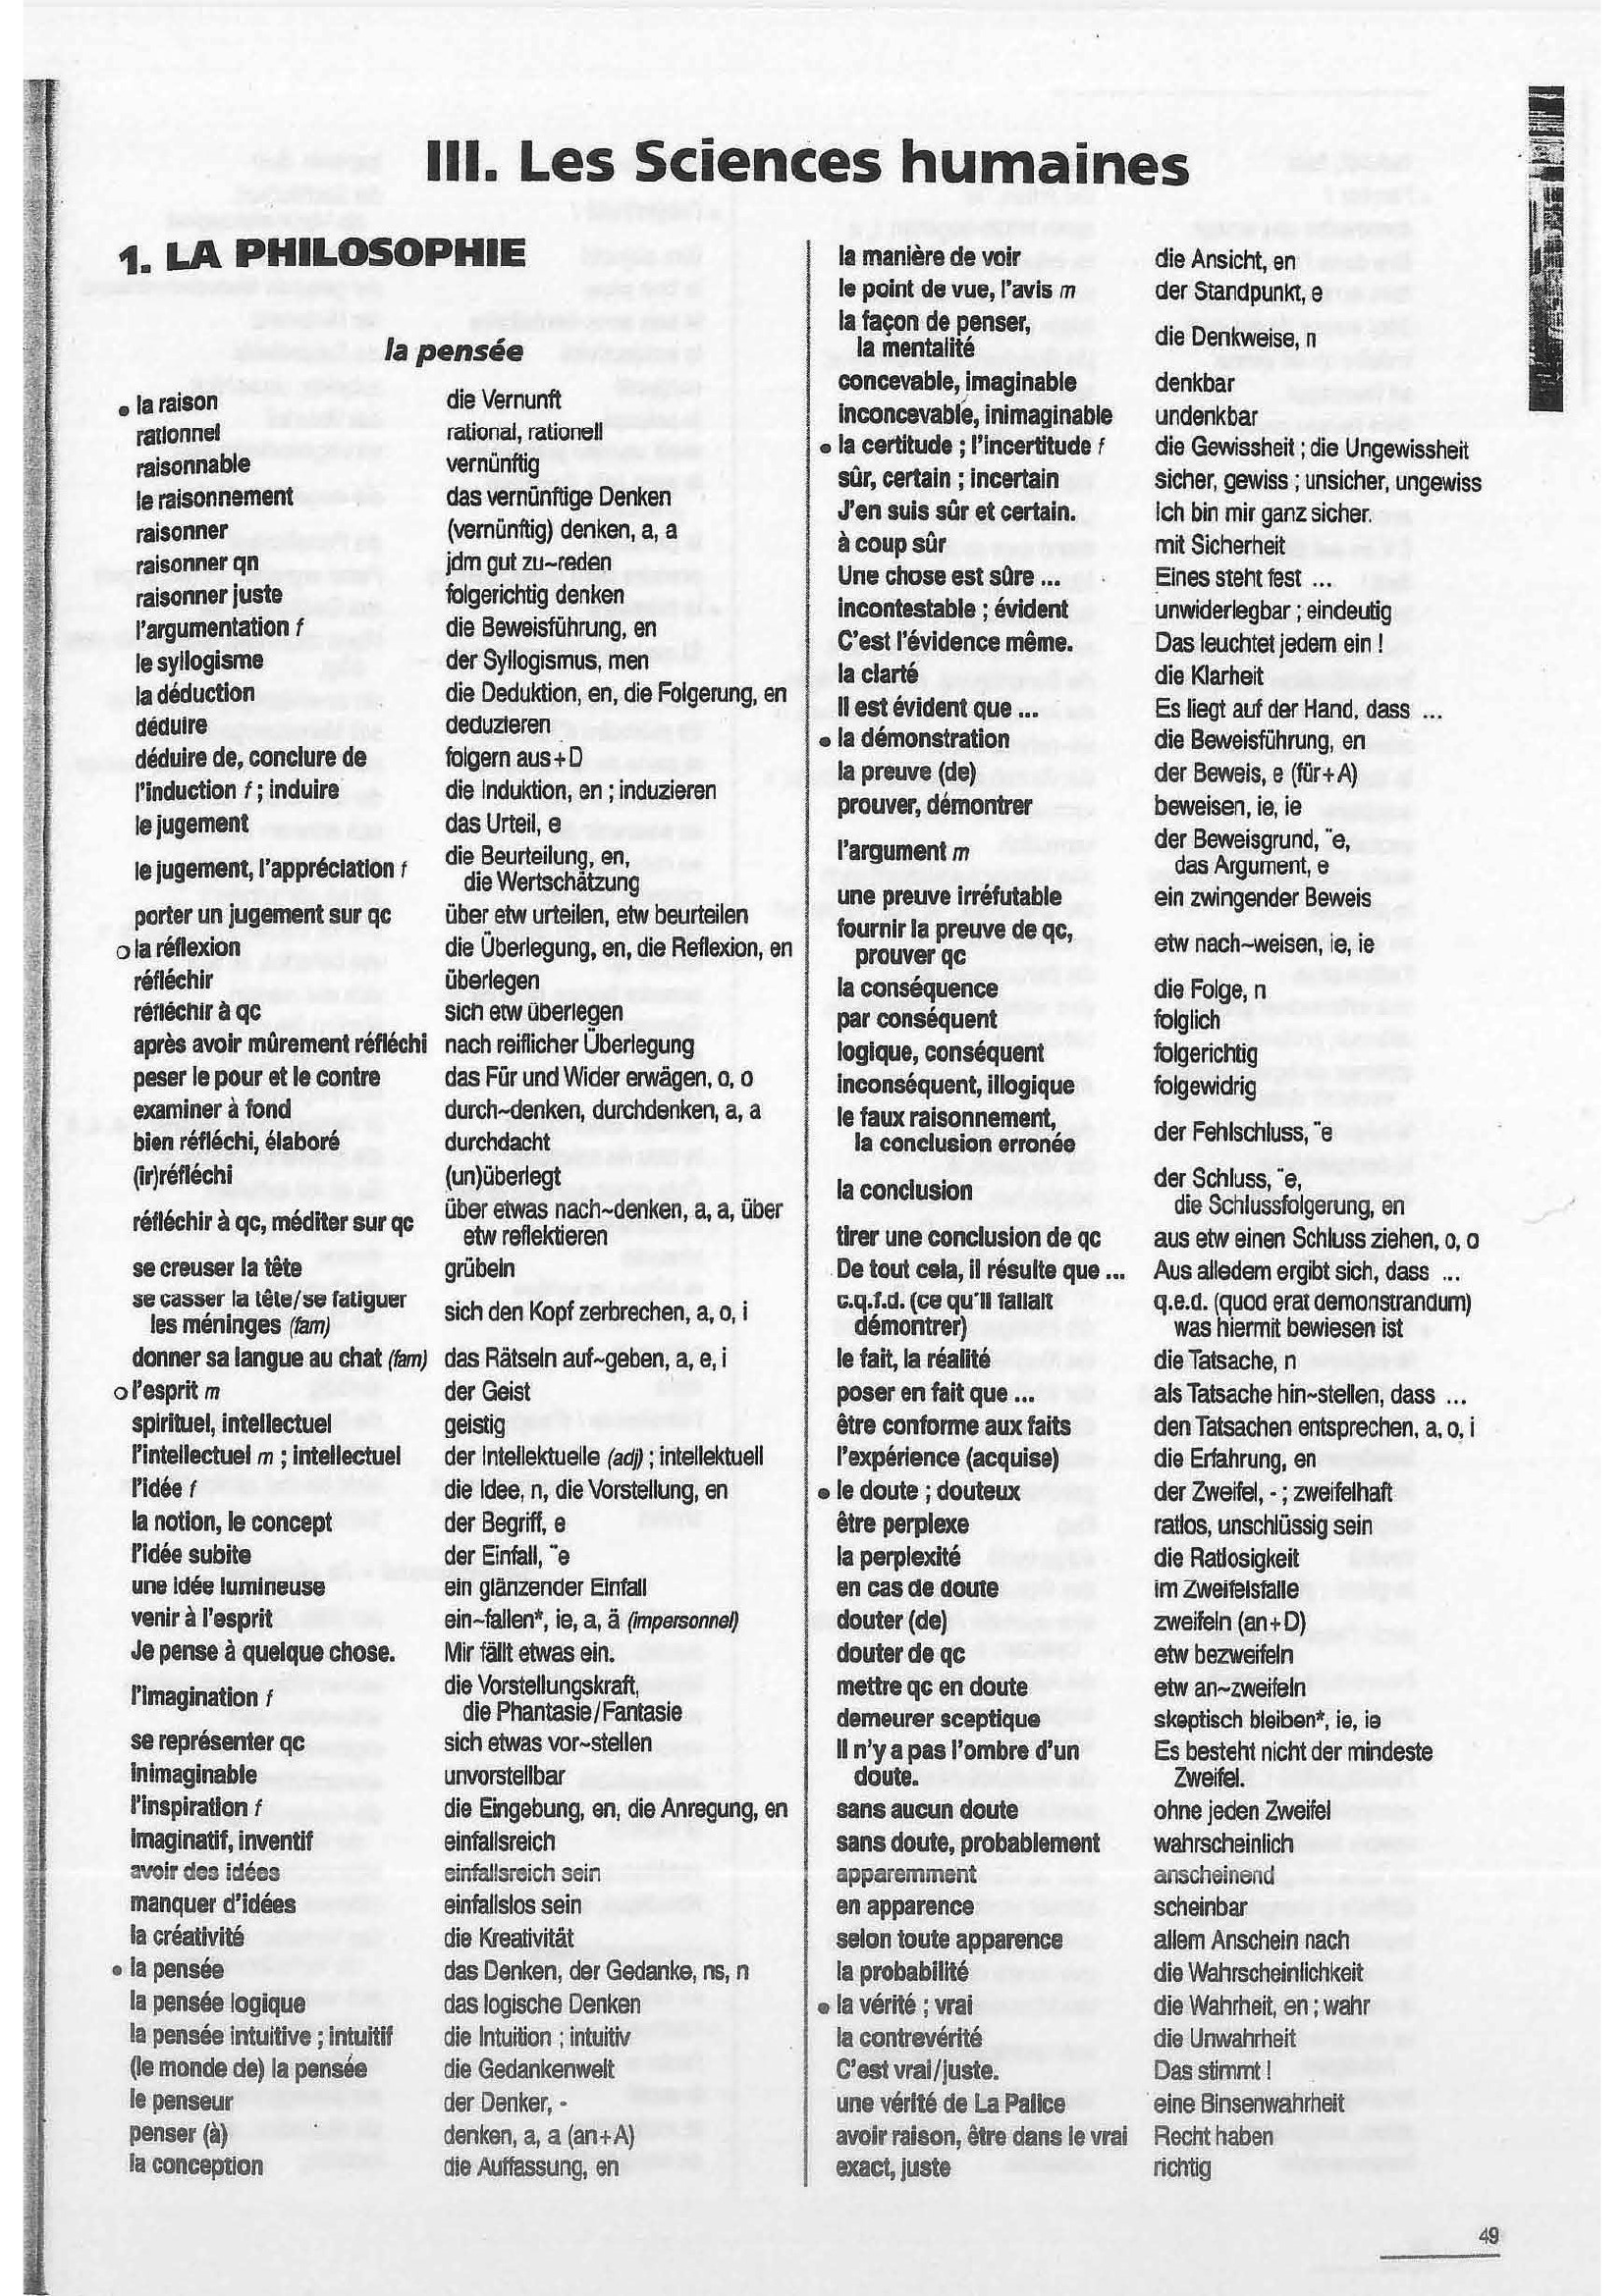 III. Les Sciences humaines
1. LA PHILOSOPHIE
la pensée
• la raison die Vernunft
rationnel rational, rationell
raisonnable vernünftig
le raisonnement das vernünftige Denken
raisonner (vernünftig) denken, a, a
raisonner qn jdm gut zu~reden
raisonner juste folgerichtig denken
l'argumentation f die Beweisführung, en
le syllogisme der Syllogismus, men
la déduction die Deduktion, en, die Folgerung, en
déduire deduzieren
déduire de, conclure de folgern aus+D
l'induction f ; induire die Induktion, en ; induzieren
le jugement das Urteil, e
le jugement, l'appréciation f die Beurteilung, en,
die Wertschätzung
porter un jugement sur qc über etw urteilen, etw beurteilen
o la réflexion die Überlegung, en, die Reflexion, en
réfléchir überlegen
réfléchir à qc sich etw überlegen
après avoir mûrement réfléchi nach reiflicher Überlegung
peser le pour et le contre das Für und Wider erwägen, o, o
examiner à fond durch~denken, durchdenken, a, a
bien réfléchi, élaboré durchdacht
(ir)réfléchi (un)überlegt
réfléchir à qc, méditer sur qc über etwas nach~denken, a, a, über
etw reflektieren
se creuser la tête grübeln
se casser la tête/se fatiguer
les méninges (fam) sich den Kopf zerbrechen, a, o, i
donner sa langue au chat (fam) das Rätseln auf~geben, a, e, i
o l'esprit m der Geist
spirituel, intellectuel geistig
l'intellectuel m ; intellectuel der Intellektuelle (adj) ; intellektuell
l'idée f die Idee, n, die Vorstellung, en
la notion, le concept der Begriff, e
l'idée subite der Einfall, ¨e
une idée lumineuse ein glänzender Einfall
venir à l'esprit ein~fallen*, ie, a, ä (impersonnel)
Je pense à quelque chose. Mir fällt etwas ein.
l'imagination f die Vorstellungskraft,
die Phantasie/Fantasie
se représenter qc sich etwas vor~stellen
inimaginable unvorstellbar
l'inspiration f die Eingebung, en, die Anregung, en
imaginatif, inventif einfallsreich
avoir des idées einfallsreich sein
manquer d'idées einfallslos sein
la créativité die Kreativität
• la pensée das Denken, der Gedanke, ns, n
la pensée logique das logische Denken
la pensée intuitive ; intuitif die Intuition ; intuitiv
(le monde de) la pensée die Gedankenwelt
le penseur der Denker, -
penser (à) denken, a, a (an+A)
la conception die Auffassung, en
la manière de voir die Ansicht, en
le point de vue, l'avis m der Standpunkt, e
la façon de penser,
la mentalité die Denkweise, n
concevable, imaginable denkbar
inconcevable, inimaginable undenkbar
• la certitude ; l'incertitude f die Gewissheit ; die Ungewissheit
sûr, certain ; incertain sicher, gewiss ; unsicher, ungewiss
J'en suis sûr et certain. Ich bin mir ganz sicher.
à coup sûr mit Sicherheit
Une chose est sûre ... Eines steht fest ...
incontestable ; évident unwiderlegbar ; eindeutig
C'est l'évidence même. Das leuchtet jedem ein !
la clarté die Klarheit
Il est évident que ... Es liegt auf der Hand, dass ...
• la démonstration die Beweisführung, en
la preuve (de) der Beweis, e (für+A)
prouver, démontrer beweisen, ie, ie
l'argument m der Beweisgrund, ¨e,
das Argument, e
une preuve irréfutable ein zwingender Beweis
fournir la preuve de qc,
prouver qc etw nach~weisen, ie, ie
la conséquence die Folge, n
par conséquent folglich
logique, conséquent folgerichtig
inconséquent, illogique folgewidrig
le faux raisonnement,
la conclusion erronée der Fehlschluss, ¨e
la conclusion der Schluss, ¨e,
die Schlussfolgerung, en
tirer une conclusion de qc aus etw einen Schluss ziehen, o, o
De tout cela, il résulte que ... Aus alledem ergibt sich, dass ...
c.q.f.d. (ce qu'il fallait q.e.d. (quod erat demonstrandum)
démontrer) was hiermit bewiesen ist
le fait, la réalité die Tatsache, n
poser en fait que ... als Tatsache hin~stellen, dass ...
être conforme aux faits den Tatsachen entsprechen, a, o, i
l'expérience (acquise) die Erfahrung, en
• le doute ; douteux der Zweifel, - ; zweifelhaft
être perplexe ratlos, unschlüssig sein
la perplexité die Ratlosigkeit
en cas de doute im Zweifelsfalle
douter (de) zweifeln (an+D)
douter de qc etw bezweifeln
mettre qc en doute etw an~zweifeln
demeurer sceptique skeptisch bleiben*, ie, ie
Il n'y a pas l'ombre d'un Es besteht nicht der mindeste
doute. Zweifel.
sans aucun doute ohne jeden Zweifel
sans doute, probablement wahrscheinlich
apparemment anscheinend
en apparence scheinbar
selon toute apparence allem Anschein nach
la probabilité die Wahrscheinlichkeit
• la vérité ; vrai die Wahrheit, en ; wahr
la contrevérité die Unwahrheit
C'est vrai/juste. Das stimmt !
une vérité de La Palice eine Binsenwahrheit
avoir raison, être dans le vrai Recht haben
exact, juste richtig
49